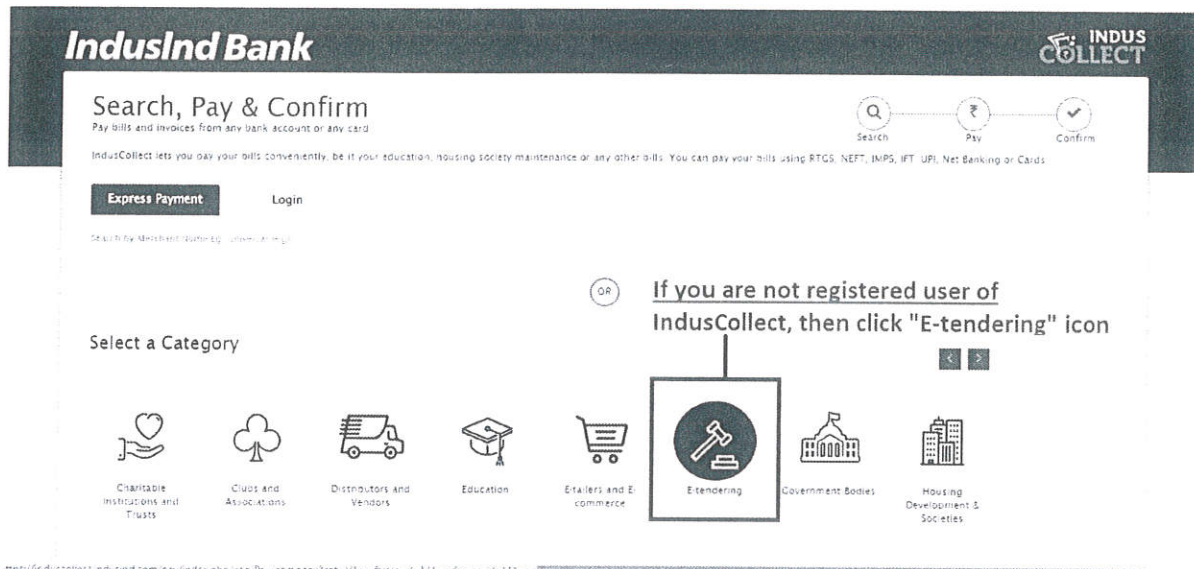 IndusInd Bank
INDUS
COLLECT
Search, Pay & Confirm
Pay bills and invoices from any bank account or any card
Search
Pay
Confirm
IndusCollect lets you pay your bills conveniently, be it your education, housing society maintenance or any other bills. You can pay your bills using RTGS, NEFT, IMPS, IFT, UPI, Net Banking or Cards
Express Payment
Login
Search by Merchant Name
OR
If you are not registered user of
IndusCollect, then click "E-tendering" icon
Select a Category
< >
Charitable
Institutions and
Trusts
Clubs and
Associations
Distributors and
Vendors
Education
E-tailers and E-
commerce
E-tendering
Government Bodies
Housing
Development &
Societies